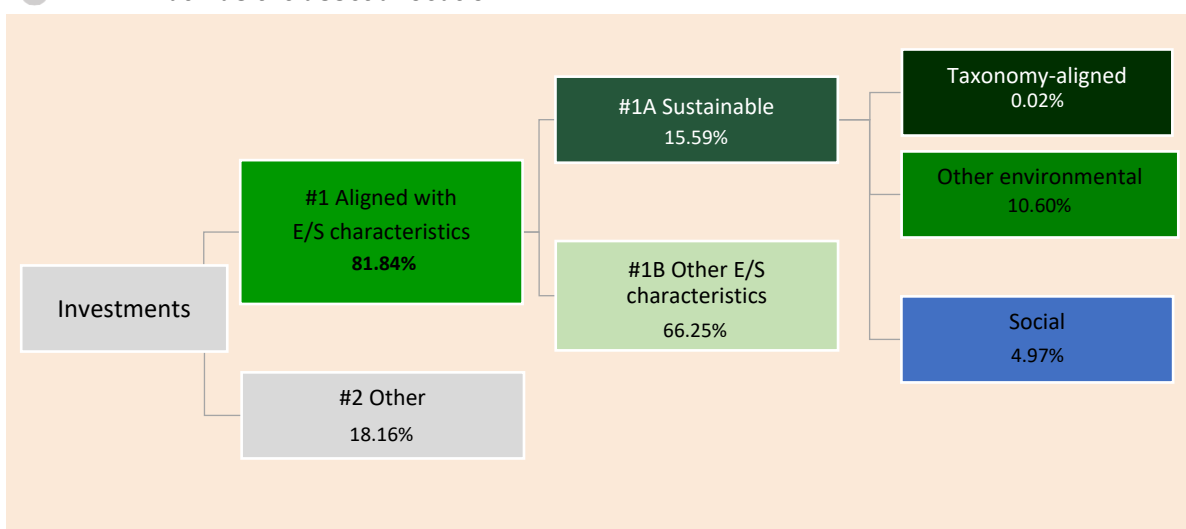 Investments
#1 Aligned with
E/S characteristics
81.84%
#2 Other
18.16%
#1A Sustainable
15.59%
#1B Other E/S
characteristics
66.25%
Taxonomy-aligned
0.02%
Other environmental
10.60%
Social
4.97%